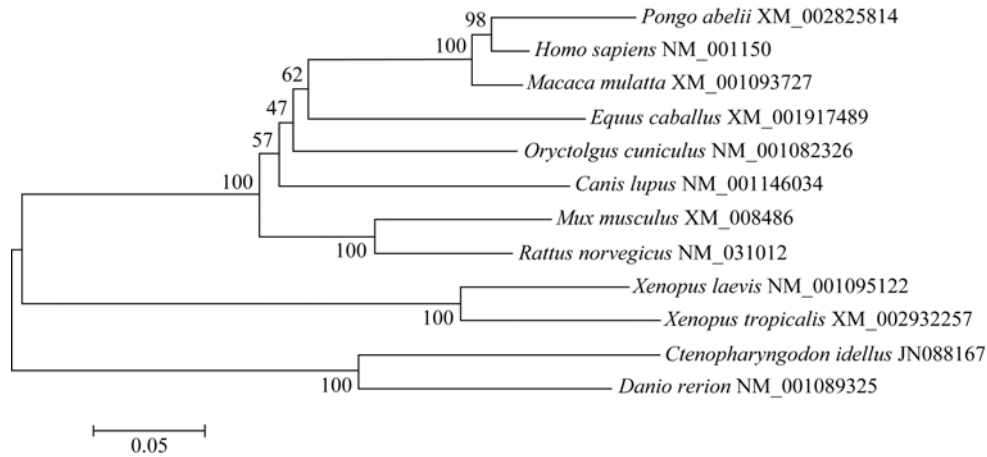 98
Pongo abelii XM_002825814
100
Homo sapiens NM_001150
62
Macaca mulatta XM_001093727
47
Equus caballus XM_001917489
57
Oryctolgus cuniculus NM_001082326
100
Canis lupus NM_001146034
Mux musculus XM_008486
100
Rattus norvegicus NM_031012
Xenopus laevis NM_001095122
100
Xenopus tropicalis XM_002932257
Ctenopharyngodon idellus JN088167
100
Danio rerion NM_001089325
0.05